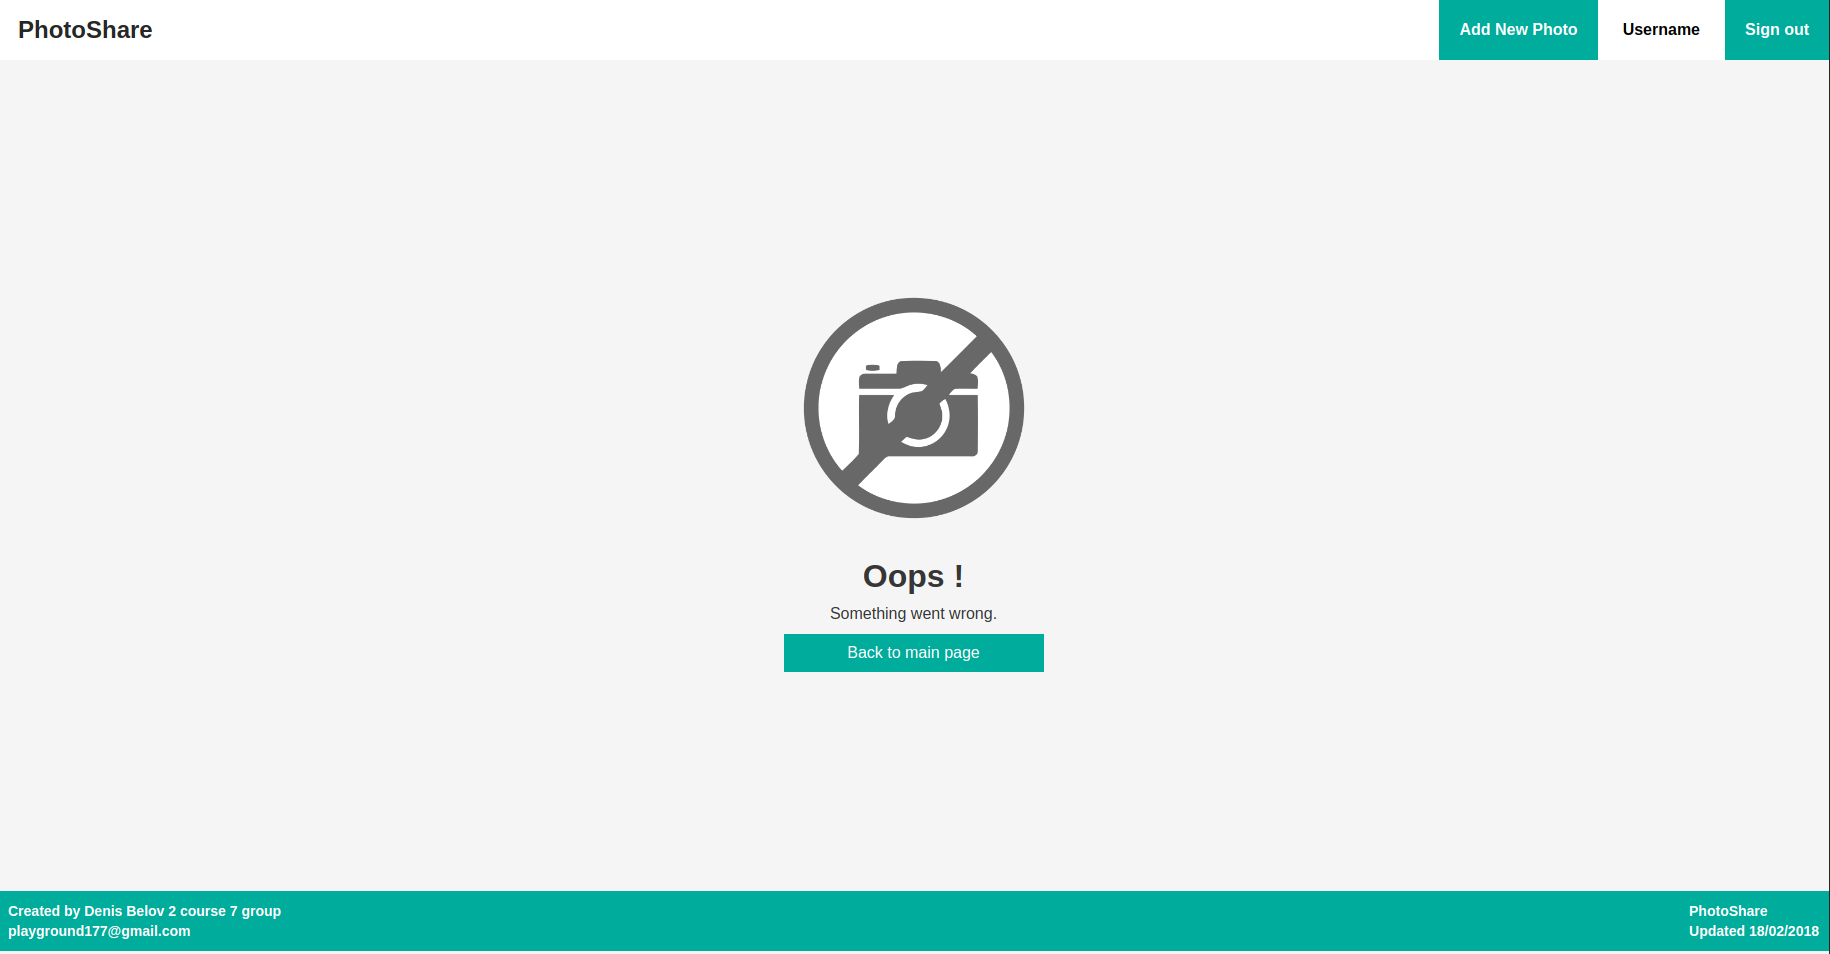 PhotoShare
Add New Photo
Username
Sign out
Oops !
Something went wrong.
Back to main page
Created by Denis Belov 2 course 7 group
playground177@gmail.com
PhotoShare
Updated 18/02/2018